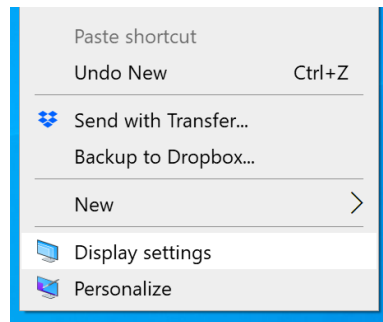 Paste shortcut
Undo New Ctrl+Z
Send with Transfer...
Backup to Dropbox...
New
Display settings
Personalize